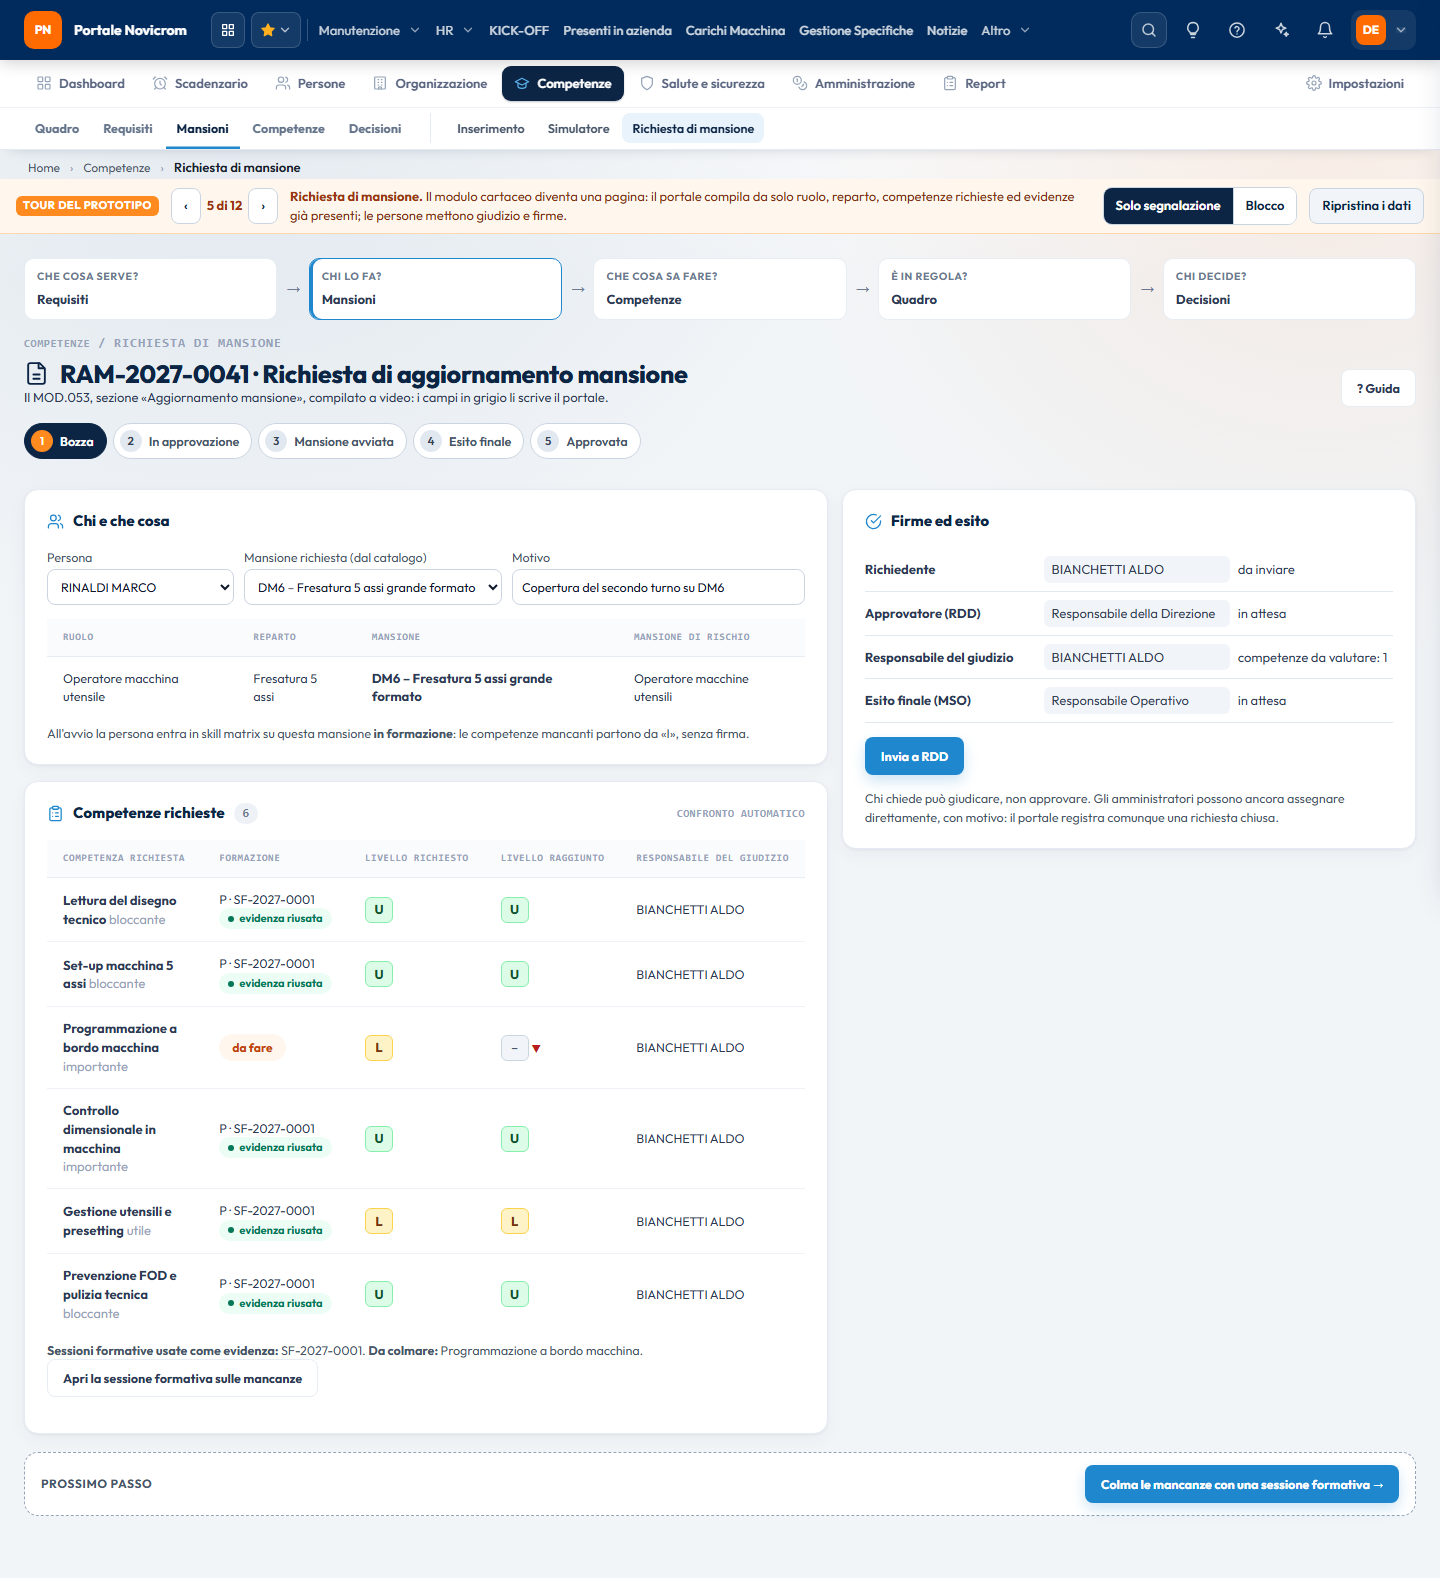 PN Portale Novicrom Manutenzione HR KICK-OFF Presenti in azienda Carichi Macchina Gestione Specifiche Notizie Altro DE
Dashboard Scadenzario Persone Organizzazione Competenze Salute e sicurezza Amministrazione Report Impostazioni
Quadro Requisiti Mansioni Competenze Decisioni Inserimento Simulatore Richiesta di mansione
Home › Competenze › Richiesta di mansione
TOUR DEL PROTOTIPO ‹ 5 di 12 › Richiesta di mansione. Il modulo cartaceo diventa una pagina: il portale compila da solo ruolo, reparto, competenze richieste ed evidenze
già presenti; le persone mettono giudizio e firme.
Solo segnalazione Blocco Ripristina i dati
CHE COSA SERVE?
Requisiti
→
CHI LO FA?
Mansioni
→
CHE COSA SA FARE?
Competenze
→
È IN REGOLA?
Quadro
→
CHI DECIDE?
Decisioni
COMPETENZE / RICHIESTA DI MANSIONE
RAM-2027-0041 · Richiesta di aggiornamento mansione
Il MOD.053, sezione «Aggiornamento mansione», compilato a video: i campi in grigio li scrive il portale.
? Guida
1 Bozza 2 In approvazione 3 Mansione avviata 4 Esito finale 5 Approvata
Chi e che cosa
Persona Mansione richiesta (dal catalogo) Motivo
RINALDI MARCO DM6 – Fresatura 5 assi grande formato Copertura del secondo turno su DM6
RUOLO REPARTO MANSIONE MANSIONE DI RISCHIO
Operatore macchina Fresatura 5 DM6 – Fresatura 5 assi grande Operatore macchine
utensile assi formato utensili
All'avvio la persona entra in skill matrix su questa mansione in formazione: le competenze mancanti partono da «I», senza firma.
Firme ed esito
Richiedente BIANCHETTI ALDO da inviare
Approvatore (RDD) Responsabile della Direzione in attesa
Responsabile del giudizio BIANCHETTI ALDO competenze da valutare: 1
Esito finale (MSO) Responsabile Operativo in attesa
Invia a RDD
Chi chiede può giudicare, non approvare. Gli amministratori possono ancora assegnare
direttamente, con motivo: il portale registra comunque una richiesta chiusa.
Competenze richieste 6 CONFRONTO AUTOMATICO
COMPETENZA RICHIESTA FORMAZIONE LIVELLO RICHIESTO LIVELLO RAGGIUNTO RESPONSABILE DEL GIUDIZIO
Lettura del disegno
tecnico bloccante
P · SF-2027-0001
evidenza riusata
U U BIANCHETTI ALDO
Set-up macchina 5
assi bloccante
P · SF-2027-0001
evidenza riusata
U U BIANCHETTI ALDO
Programmazione a
bordo macchina
importante
da fare L – ▼ BIANCHETTI ALDO
Controllo
dimensionale in
macchina
importante
P · SF-2027-0001
evidenza riusata
U U BIANCHETTI ALDO
Gestione utensili e
presetting utile
P · SF-2027-0001
evidenza riusata
L L BIANCHETTI ALDO
Prevenzione FOD e
pulizia tecnica
bloccante
P · SF-2027-0001
evidenza riusata
U U BIANCHETTI ALDO
Sessioni formative usate come evidenza: SF-2027-0001. Da colmare: Programmazione a bordo macchina.
Apri la sessione formativa sulle mancanze
PROSSIMO PASSO Colma le mancanze con una sessione formativa →